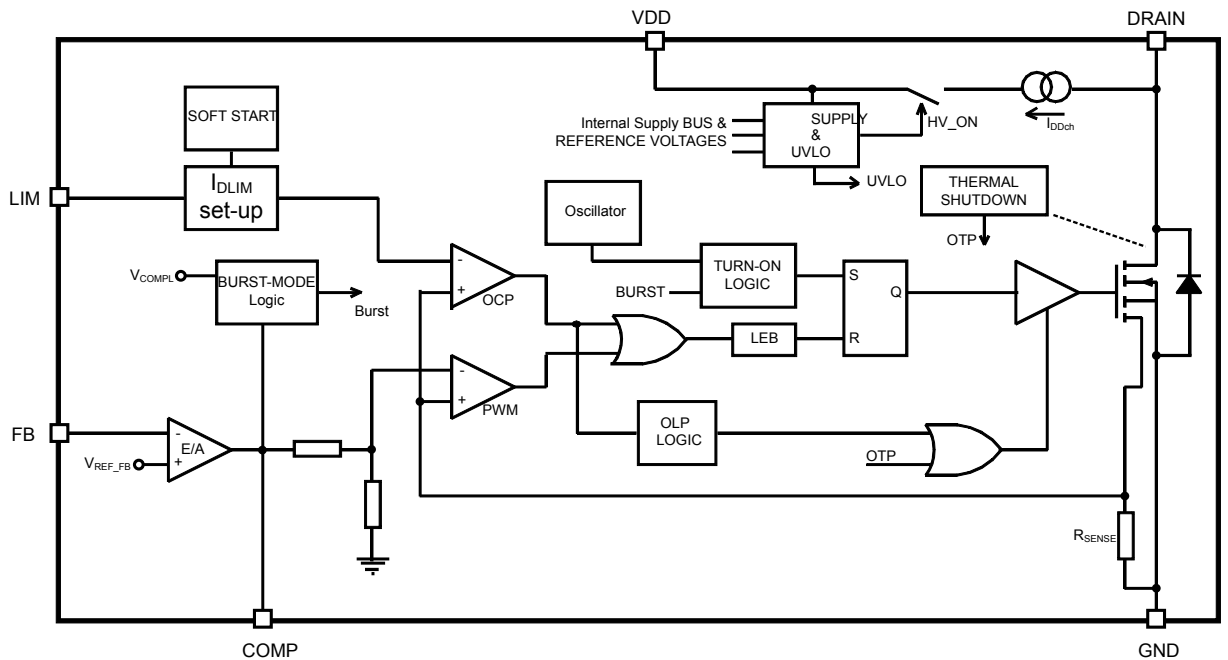 VDD
DRAIN
SOFT START
Internal Supply BUS &
REFERENCE VOLTAGES
SUPPLY
&
UVLO
HV_ON
IDDch
UVLO
LIM
IDLIM
set-up
THERMAL
SHUTDOWN
OTP
Oscillator
VCOMPL
BURST-MODE
Logic
Burst
-
+
OCP
TURN-ON
LOGIC
BURST
S
Q
R
LEB
-
+
PWM
FB
-
E/A
+
VREF_FB
OLP
LOGIC
OTP
RSENSE
COMP
GND